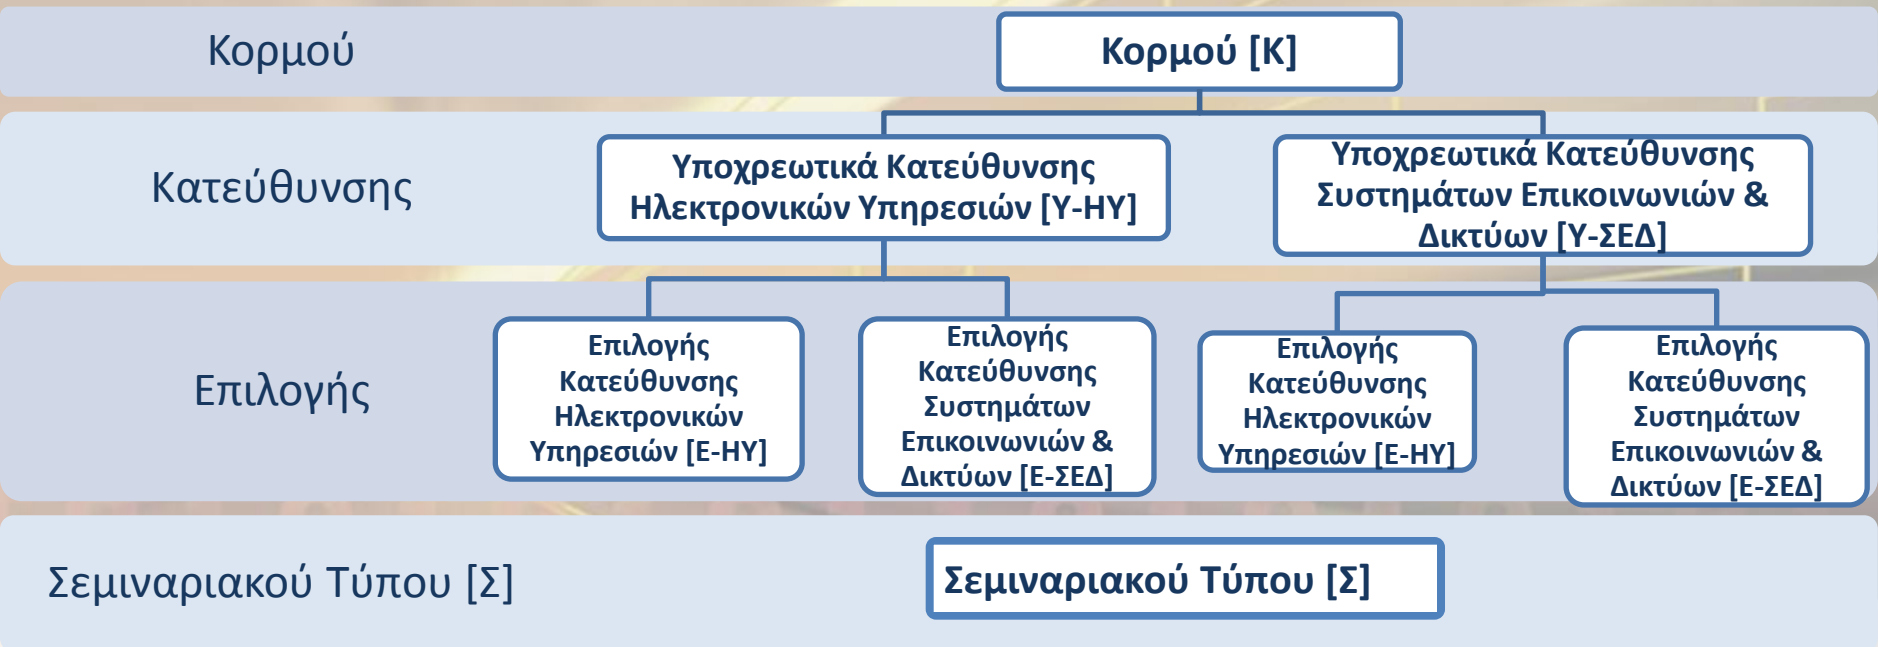 Κορμού
Κορμού [Κ]
Κατεύθυνσης
Υποχρεωτικά Κατεύθυνσης
Ηλεκτρονικών Υπηρεσιών [Υ-ΗΥ]
Υποχρεωτικά Κατεύθυνσης
Συστημάτων Επικοινωνιών &
Δικτύων [Υ-ΣΕΔ]
Επιλογής
Επιλογής
Κατεύθυνσης
Ηλεκτρονικών
Υπηρεσιών [Ε-ΗΥ]
Επιλογής
Κατεύθυνσης
Συστημάτων
Επικοινωνιών &
Δικτύων [Ε-ΣΕΔ]
Επιλογής
Κατεύθυνσης
Ηλεκτρονικών
Υπηρεσιών [Ε-ΗΥ]
Επιλογής
Κατεύθυνσης
Συστημάτων
Επικοινωνιών &
Δικτύων [Ε-ΣΕΔ]
Σεμιναριακού Τύπου [Σ]
Σεμιναριακού Τύπου [Σ]